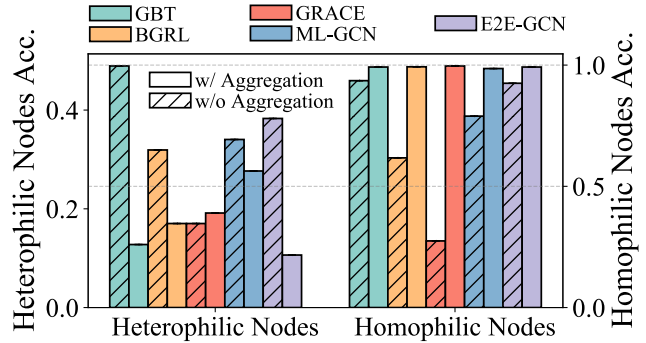 GBT
BGRL
GRACE
ML-GCN
E2E-GCN
w/ Aggregation
w/o Aggregation
Heterophilic Nodes Acc.
0.4
0.2
0.0
1.0
0.5
0.0
Homophilic Nodes Acc.
Heterophilic Nodes
Homophilic Nodes